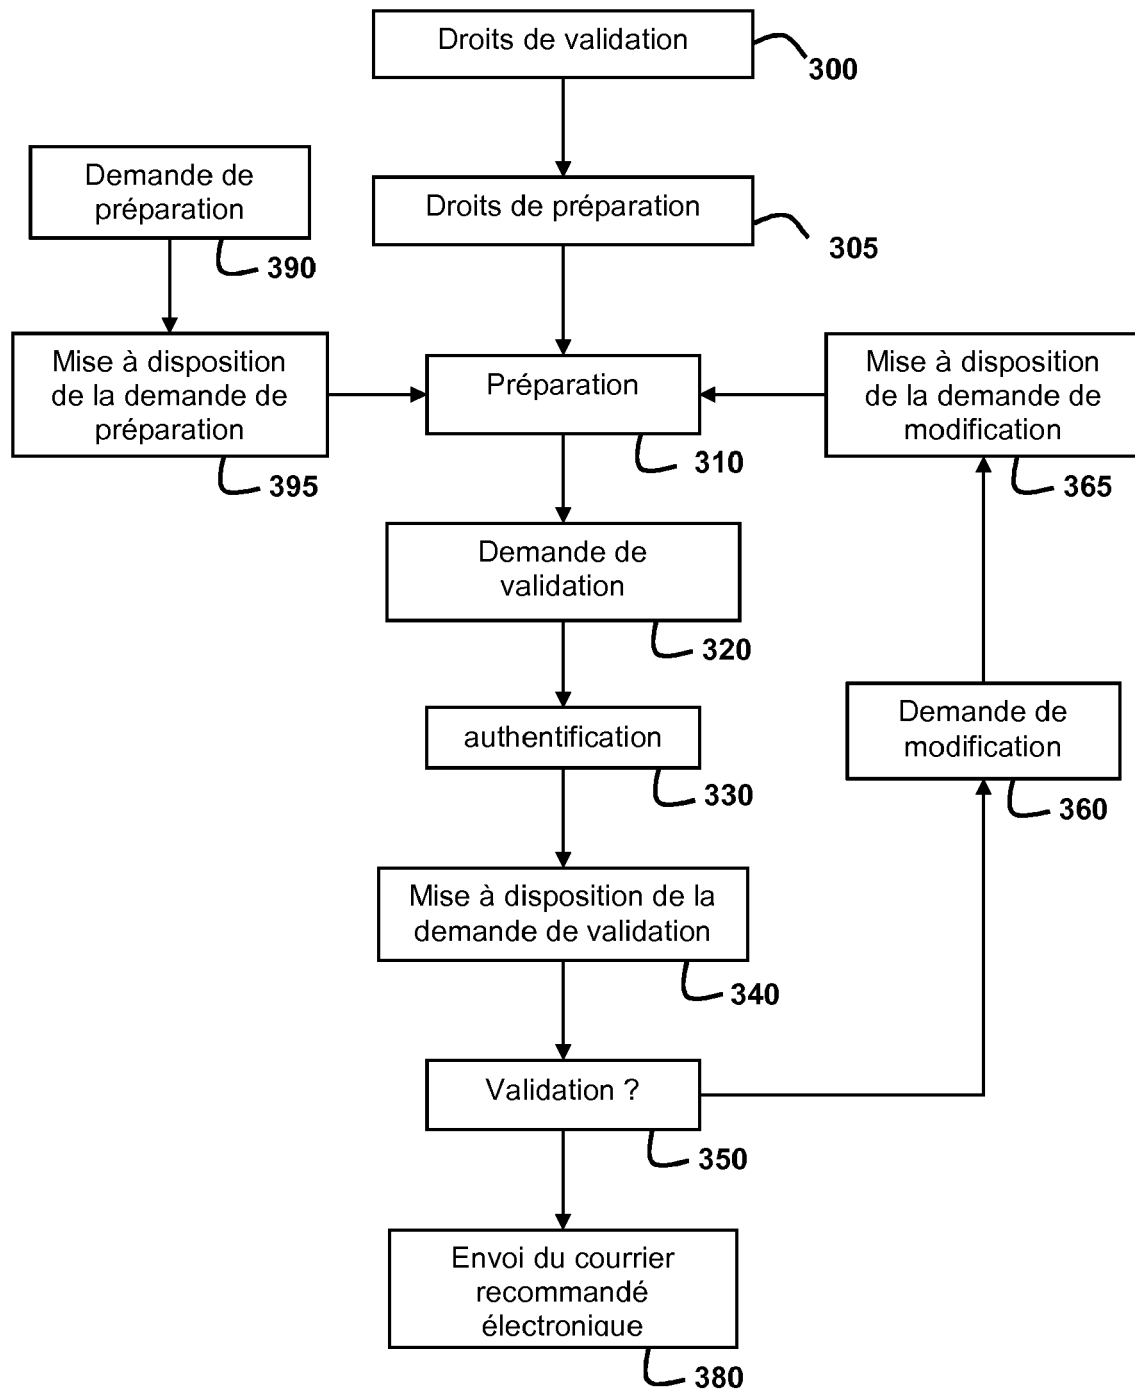 Droits de validation
300
Demande de
préparation
390
Droits de préparation
305
Mise à disposition
de la demande de
préparation
395
Préparation
310
Mise à disposition
de la demande de
modification
365
Demande de
validation
320
authentification
330
Demande de
modification
360
Mise à disposition de la
demande de validation
340
Validation ?
350
Envoi du courrier
recommandé
électronique
380